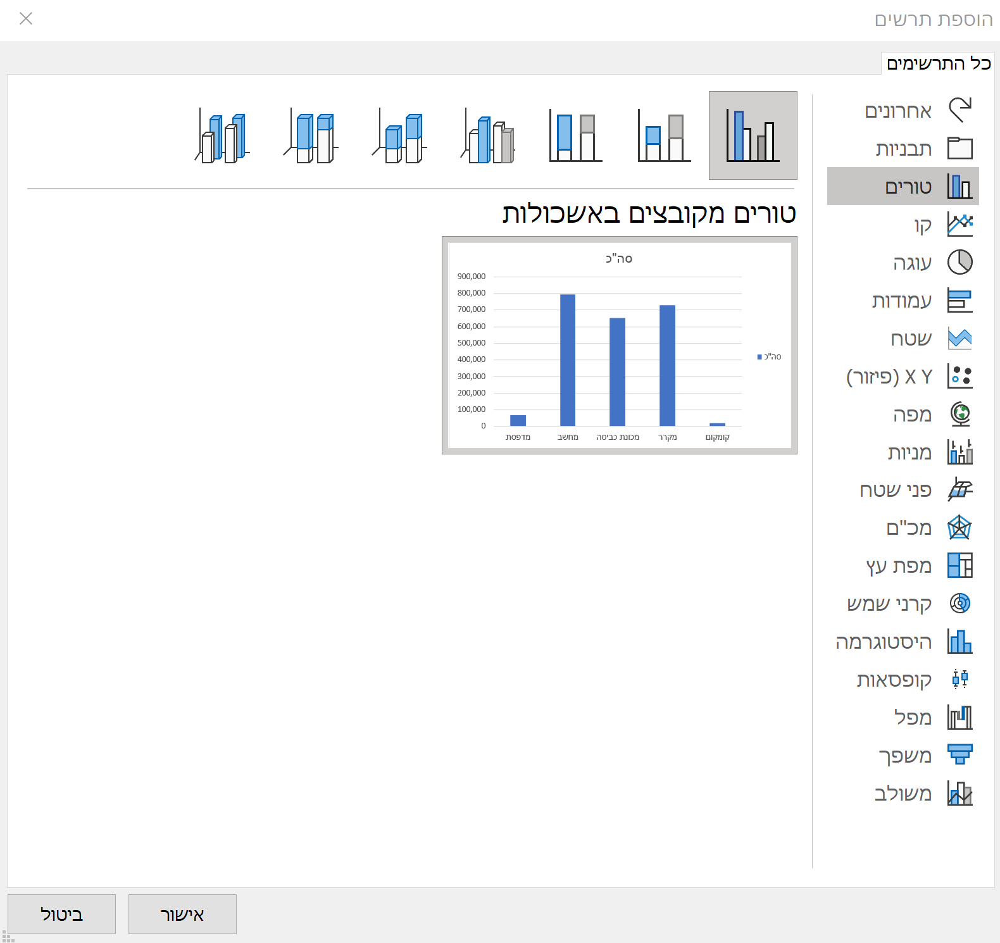 הוספת תרשים
כל התרשימים
אחרונים
תבניות
טורים
קו
עוגה
עמודות
שטח
X Y (פיזור)
מפה
מניות
פני שטח
מכ"ם
מפת עץ
קרני שמש
היסטוגרמה
קופסאות
מפל
משפך
משולב
טורים מקובצים באשכולות
סה"כ
900,000
800,000
700,000
600,000
500,000
400,000
300,000
200,000
100,000
0
מדפסת מחשב מכונת כביסה מקרר קומקום
סה"כ
אישור
ביטול